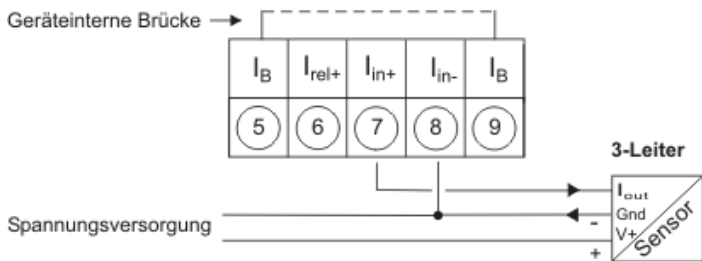 Geräteinterne Brücke
I_B I_rel+ I_in+ I_in- I_B
5 6 7 8 9
3-Leiter
I_out
Spannungsversorgung - Gnd
V+
+
Sensor